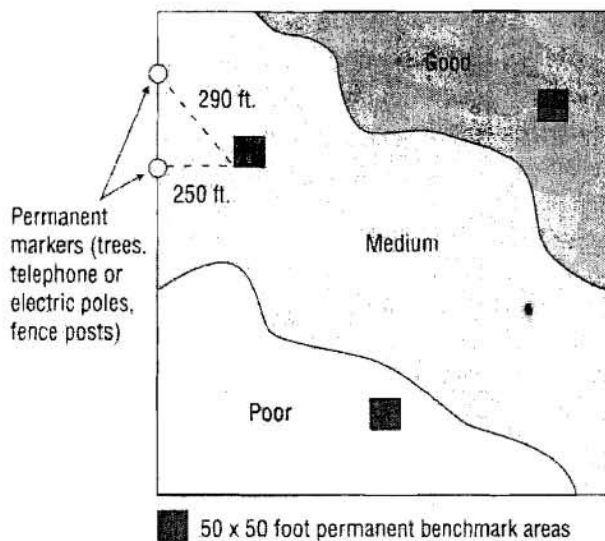 Good
290 ft.
250 ft.
Permanent
markers (trees,
telephone or
electric poles,
fence posts)
Medium
Poor
50 x 50 foot permanent benchmark areas